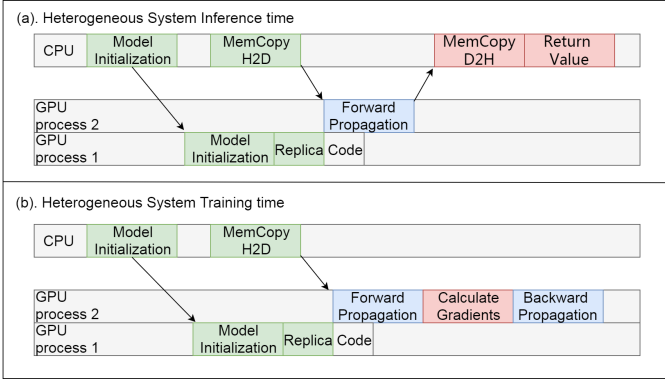 (a). Heterogeneous System Inference time
CPU
Model
Initialization
MemCopy
H2D
MemCopy
D2H
Return
Value
GPU
process 2
Forward
Propagation
GPU
process 1
Model
Initialization
Replica
Code
(b). Heterogeneous System Training time
CPU
Model
Initialization
MemCopy
H2D
GPU
process 2
Forward
Propagation
Calculate
Gradients
Backward
Propagation
GPU
process 1
Model
Initialization
Replica
Code